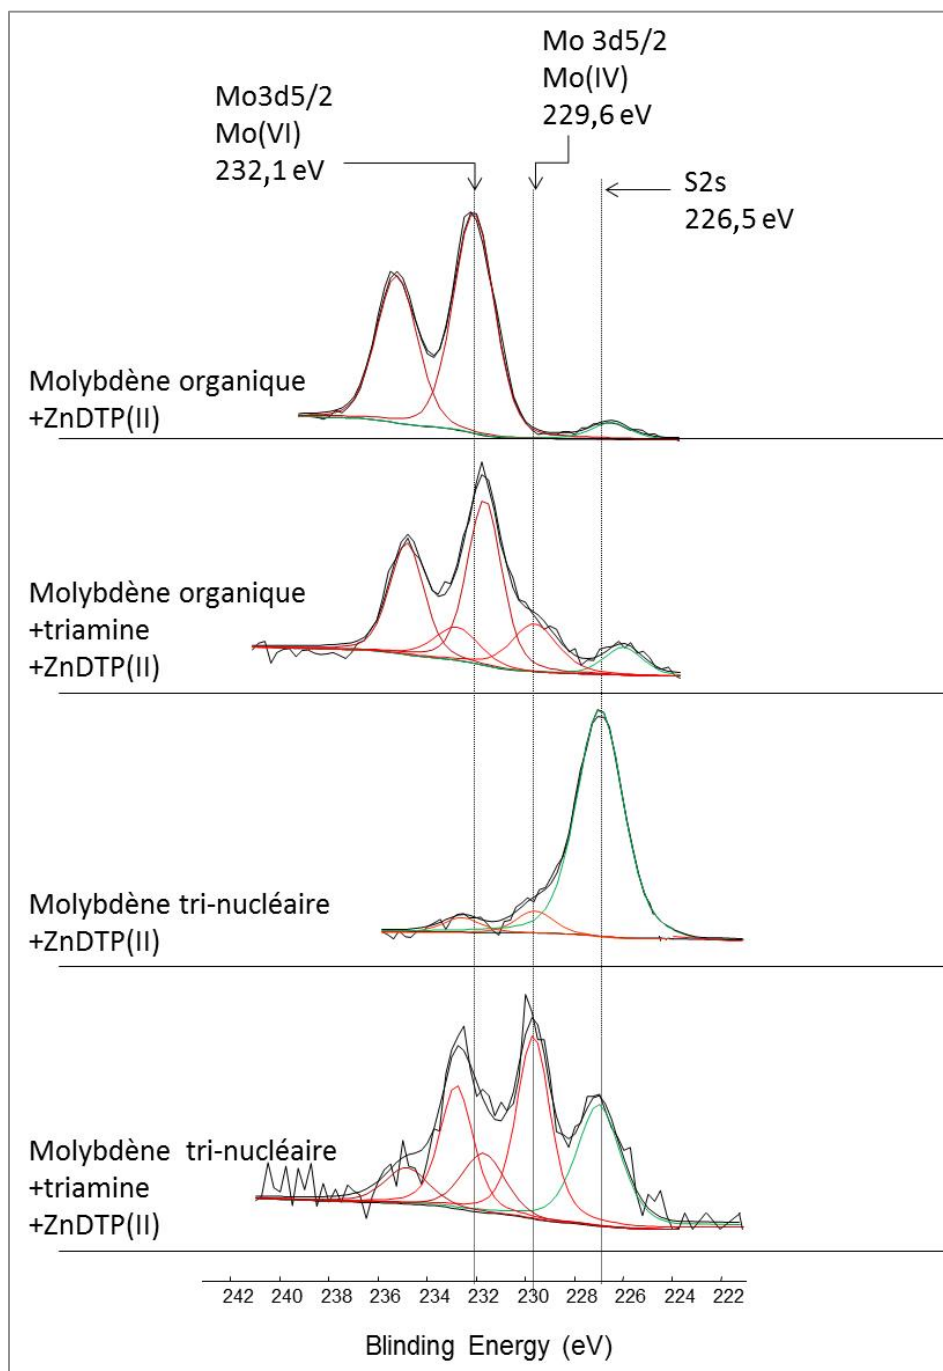 Mo3d5/2
Mo(VI)
232,1 eV
Mo 3d5/2
Mo(IV)
229,6 eV
S2s
226,5 eV
Molybdène organique
+ZnDTP(II)
Molybdène organique
+triamine
+ZnDTP(II)
Molybdène tri-nucléaire
+ZnDTP(II)
Molybdène tri-nucléaire
+triamine
+ZnDTP(II)
242 240 238 236 234 232 230 228 226 224 222
Blinding Energy (eV)